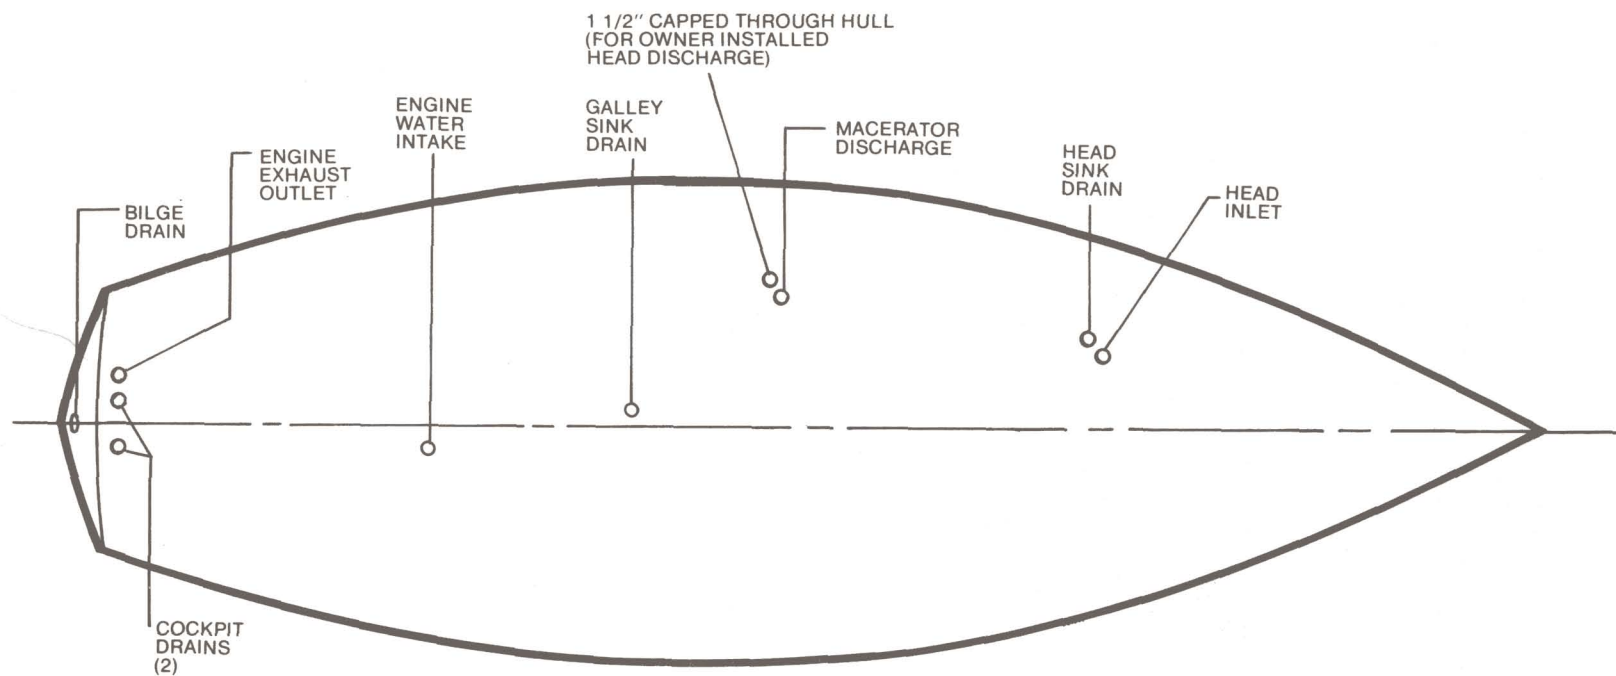 1 1/2" CAPPED THROUGH HULL
(FOR OWNER INSTALLED
HEAD DISCHARGE)
ENGINE
WATER
INTAKE
GALLEY
SINK
DRAIN
MACERATOR
DISCHARGE
ENGINE
EXHAUST
OUTLET
HEAD
SINK
DRAIN
HEAD
INLET
BILGE
DRAIN
COCKPIT
DRAINS
(2)